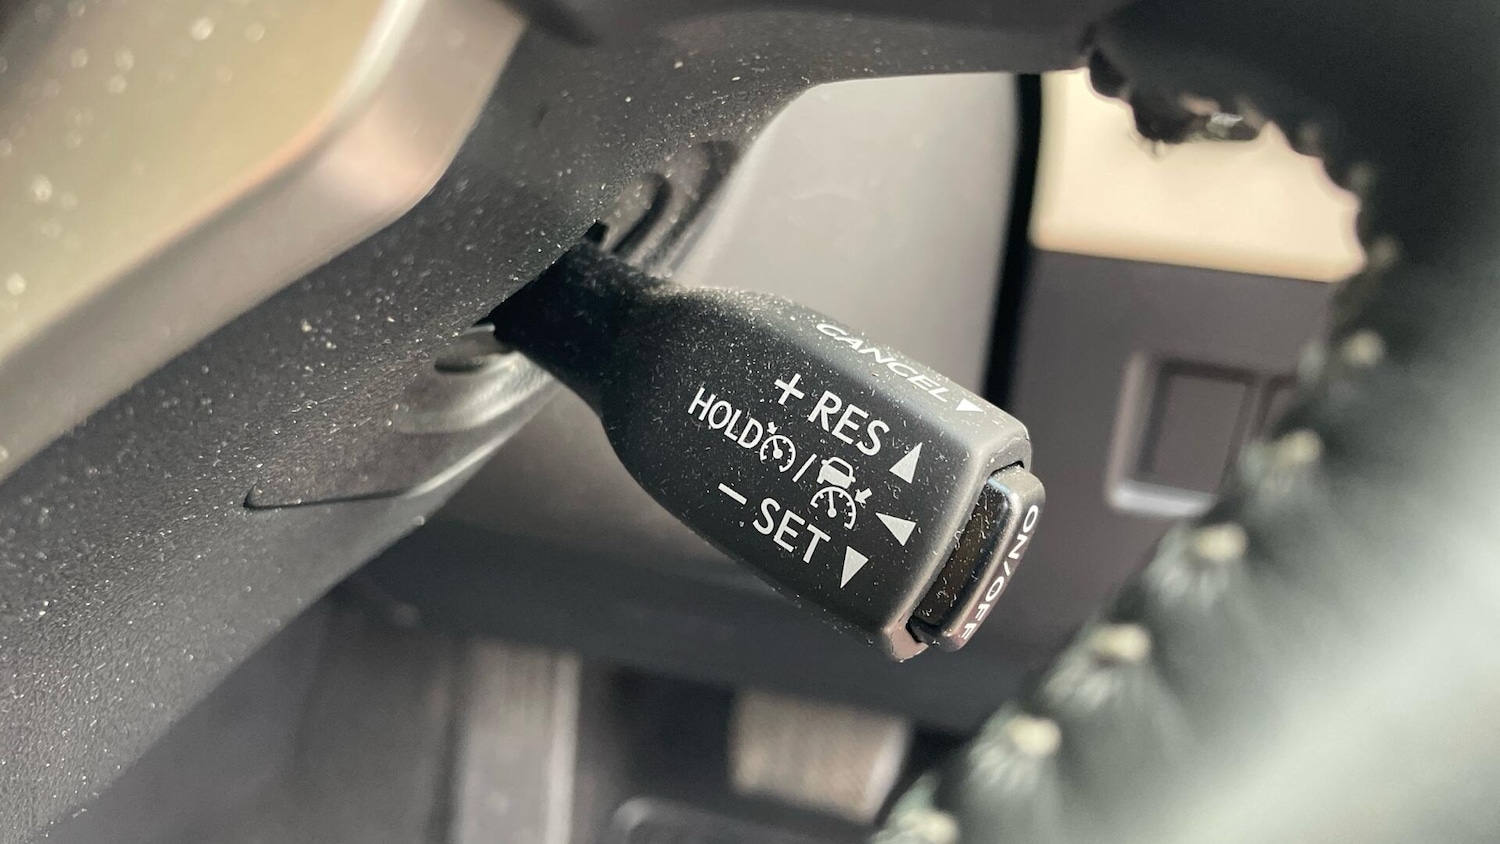 CANCEL
+ RES
HOLD /
- SET
ON/OFF